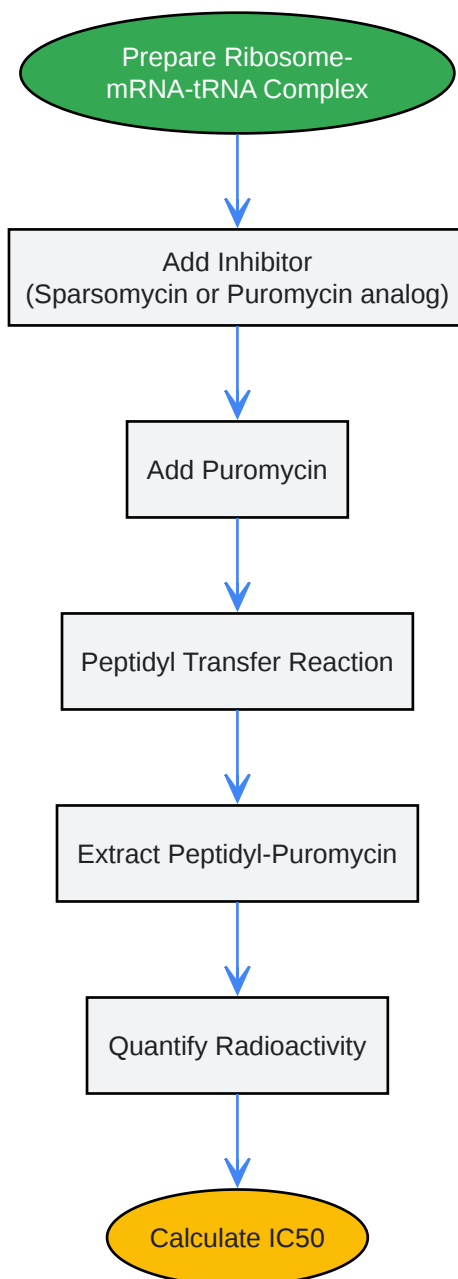 Prepare Ribosome-
mRNA-tRNA Complex
Add Inhibitor
(Sparsomycin or Puromycin analog)
Add Puromycin
Peptidyl Transfer Reaction
Extract Peptidyl-Puromycin
Quantify Radioactivity
Calculate IC50